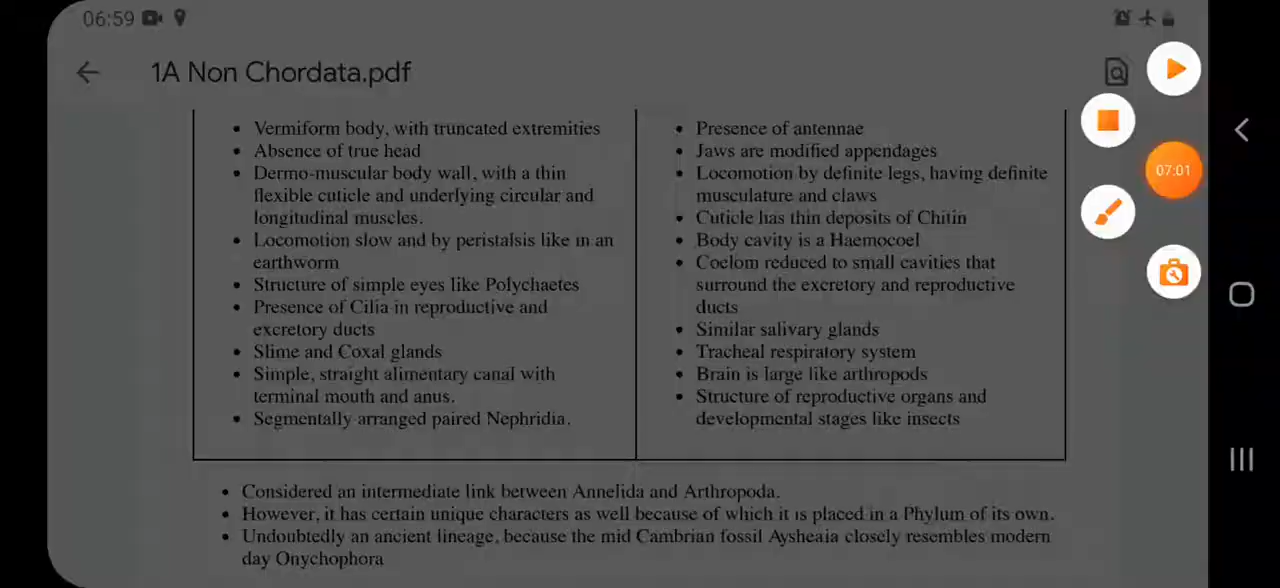 06:59
1A Non Chordata.pdf
07:01
• Vermiform body, with truncated extremities
• Absence of true head
• Dermo-muscular body wall, with a thin
flexible cuticle and underlying circular and
longitudinal muscles.
• Locomotion slow and by peristalsis like in an
earthworm
• Structure of simple eyes like Polychaetes
• Presence of Cilia in reproductive and
excretory ducts
• Slime and Coxal glands
• Simple, straight alimentary canal with
terminal mouth and anus.
• Segmentally arranged paired Nephridia.
• Presence of antennae
• Jaws are modified appendages
• Locomotion by definite legs, having definite
musculature and claws
• Cuticle has thin deposits of Chitin
• Body cavity is a Haemocoel
• Coelom reduced to small cavities that
surround the excretory and reproductive
ducts
• Similar salivary glands
• Tracheal respiratory system
• Brain is large like arthropods
• Structure of reproductive organs and
developmental stages like insects
• Considered an intermediate link between Annelida and Arthropoda.
• However, it has certain unique characters as well because of which it is placed in a Phylum of its own.
• Undoubtedly an ancient lineage, because the mid Cambrian fossil Aysheaia closely resembles modern
day Onychophora